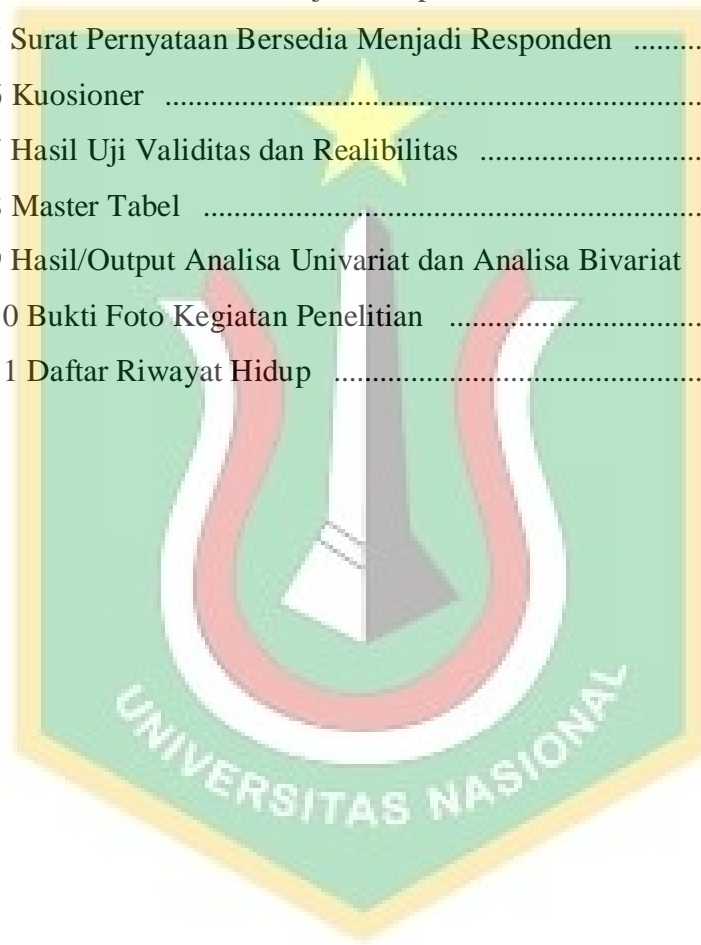 Surat Pernyataan Bersedia Menjadi Responden ..........
Kuosioner ........................................................................
Hasil Uji Validitas dan Realibilitas ..............................
Master Tabel ...................................................................
Hasil/Output Analisa Univariat dan Analisa Bivariat
0 Bukti Foto Kegiatan Penelitian ..................................
1 Daftar Riwayat Hidup .................................................
UNIVERSITAS NASIONAL